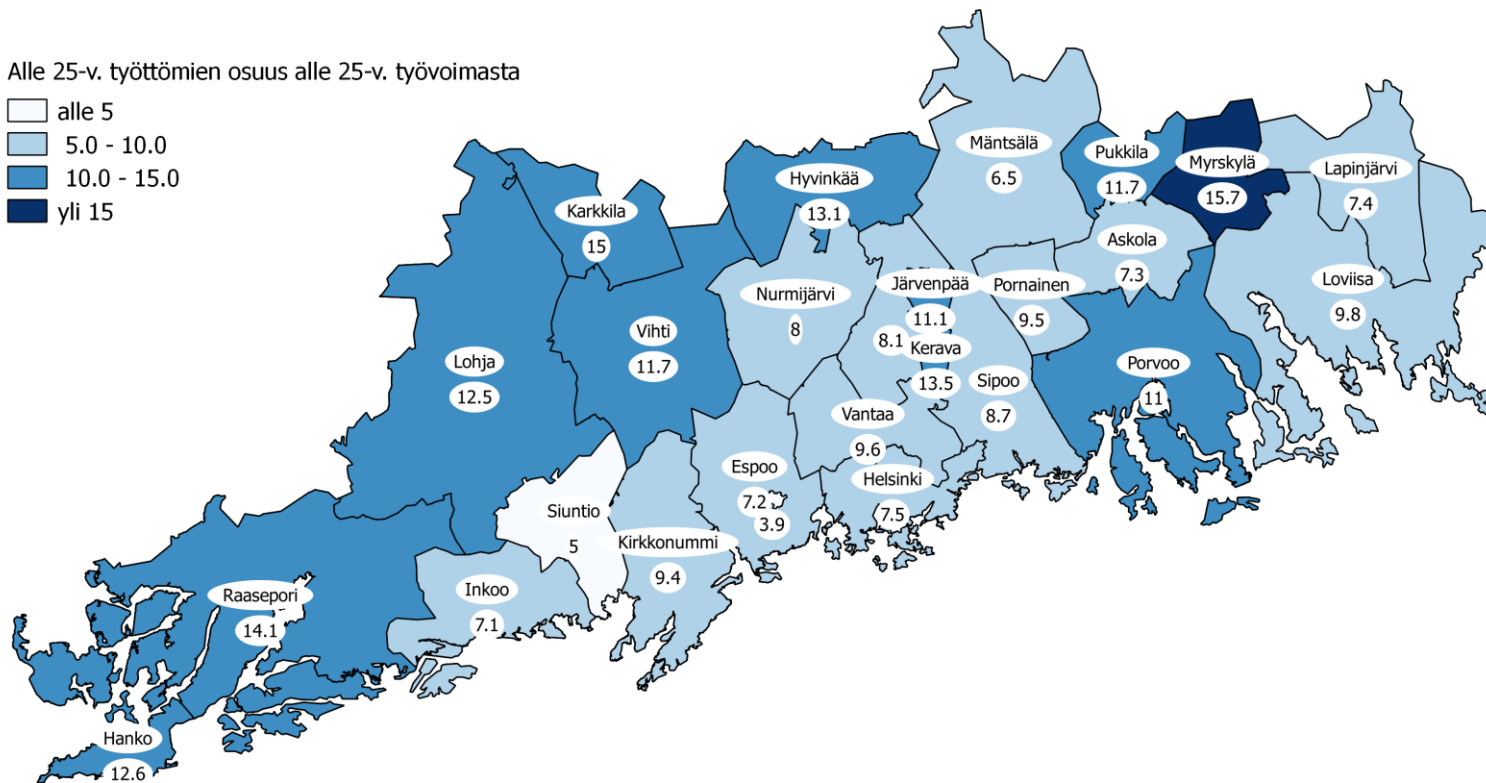 Alle 25-v. työttömien osuus alle 25-v. työvoimasta
alle 5
5.0 - 10.0
10.0 - 15.0
yli 15
Mäntsälä
6.5
Pukkila
11.7
Myrskylä
15.7
Lapinjärvi
7.4
Hyvinkää
13.1
Karkkila
15
Askola
7.3
Loviisa
9.8
Nurmijärvi
8
Järvenpää
11.1
Pornainen
9.5
8.1
Kerava
13.5
Vihti
11.7
Lohja
12.5
Sipoo
8.7
Porvoo
11
Vantaa
9.6
Espoo
7.2
3.9
Helsinki
7.5
Siuntio
5
Kirkkonummi
9.4
Inkoo
7.1
Raasepori
14.1
Hanko
12.6